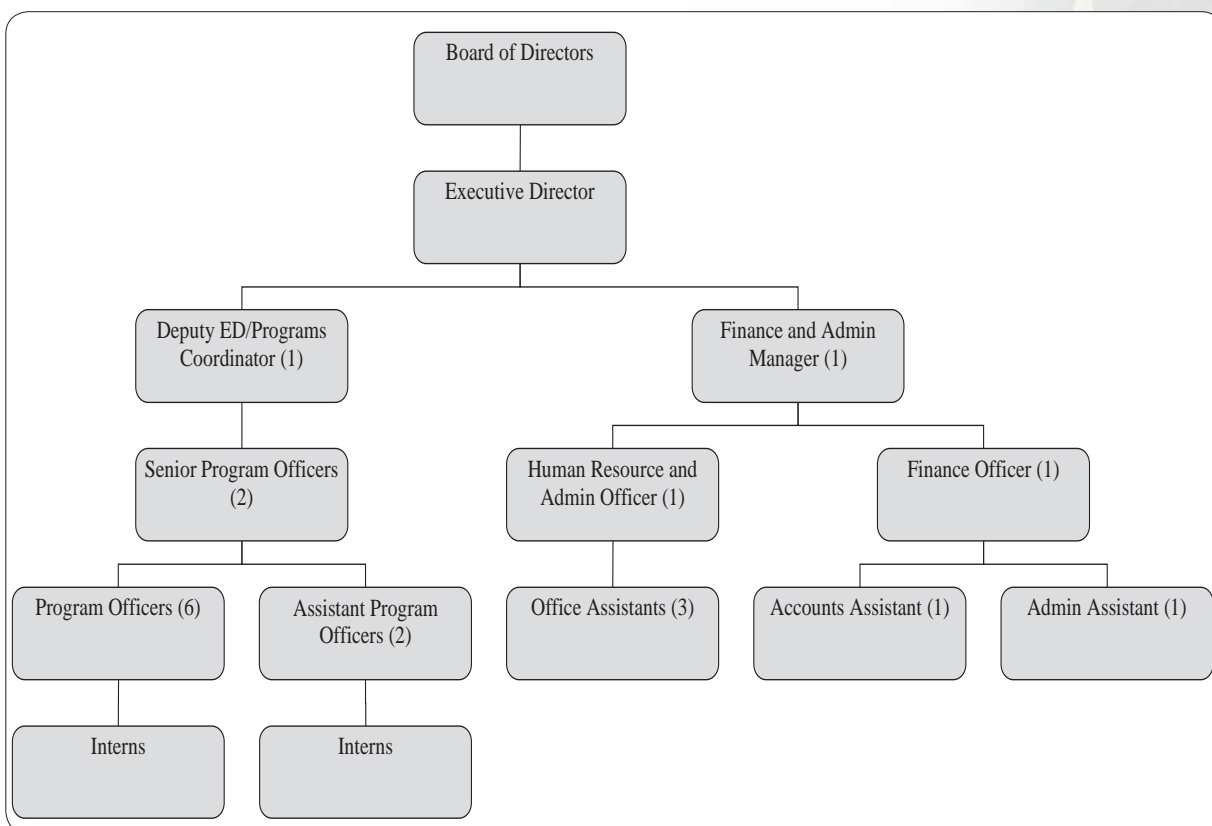 Board of Directors
Executive Director
Deputy ED/Programs
Coordinator (1)
Finance and Admin
Manager (1)
Senior Program Officers
(2)
Human Resource and
Admin Officer (1)
Finance Officer (1)
Program Officers (6)
Assistant Program
Officers (2)
Office Assistants (3)
Accounts Assistant (1)
Admin Assistant (1)
Interns
Interns